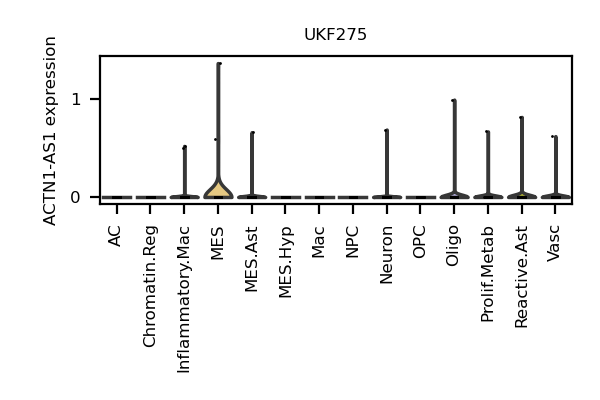 UKF275
ACTN1-AS1 expression
1
0
AC
Chromatin.Reg
Inflammatory.Mac
MES
MES.Ast
MES.Hyp
Mac
NPC
Neuron
OPC
Oligo
Prolif.Metab
Reactive.Ast
Vasc